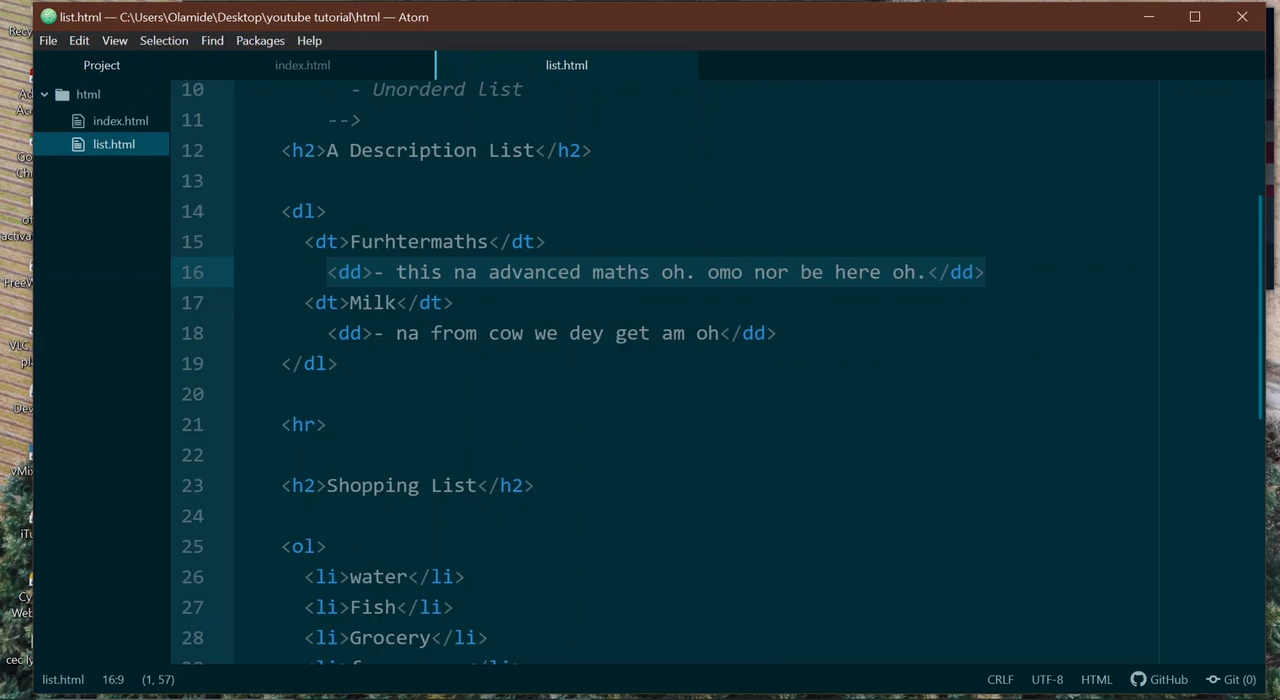 list.html — C:\Users\Olamide\Desktop\youtube tutorial\html — Atom
File Edit View Selection Find Packages Help
Project index.html list.html
html
index.html
list.html
10 - Unorderd list
11 -->
12 <h2>A Description List</h2>
13
14 <dl>
15 <dt>Furhtermaths</dt>
16 <dd>- this na advanced maths oh. omo nor be here oh.</dd>
17 <dt>Milk</dt>
18 <dd>- na from cow we dey get am oh</dd>
19 </dl>
20
21 <hr>
22
23 <h2>Shopping List</h2>
24
25 <ol>
26 <li>water</li>
27 <li>Fish</li>
28 <li>Grocery</li>
list.html 16:9 (1, 57) CRLF UTF-8 HTML GitHub Git (0)